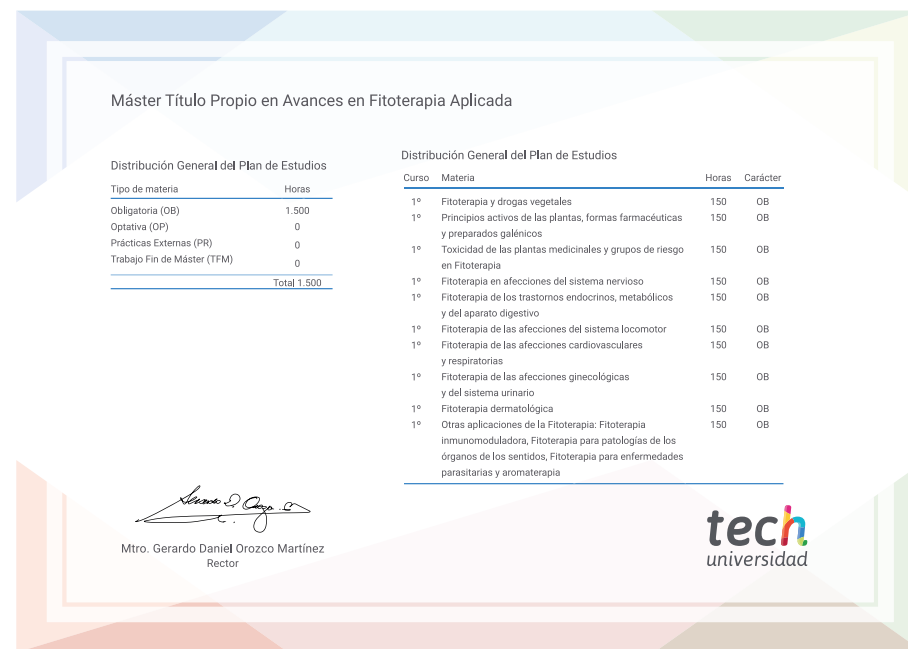 Máster Título Propio en Avances en Fitoterapia Aplicada
Distribución General del Plan de Estudios
Tipo de materia Horas
Obligatoria (OB) 1.500
Optativa (OP) 0
Prácticas Externas (PR) 0
Trabajo Fin de Máster (TFM) 0
Total 1.500
Distribución General del Plan de Estudios
Curso Materia Horas Carácter
1º Fitoterapia y drogas vegetales 150 OB
1º Principios activos de las plantas, formas farmacéuticas 150 OB
y preparados galénicos
1º Toxicidad de las plantas medicinales y grupos de riesgo 150 OB
en Fitoterapia
1º Fitoterapia en afecciones del sistema nervioso 150 OB
1º Fitoterapia de los trastornos endocrinos, metabólicos 150 OB
y del aparato digestivo
1º Fitoterapia de las afecciones del sistema locomotor 150 OB
1º Fitoterapia de las afecciones cardiovasculares 150 OB
y respiratorias
1º Fitoterapia de las afecciones ginecológicas 150 OB
y del sistema urinario
1º Fitoterapia dermatológica 150 OB
1º Otras aplicaciones de la Fitoterapia: Fitoterapia 150 OB
inmunomoduladora, Fitoterapia para patologías de los
órganos de los sentidos, Fitoterapia para enfermedades
parasitarias y aromaterapia
Mtro. Gerardo Daniel Orozco Martínez
Rector
tech
universidad